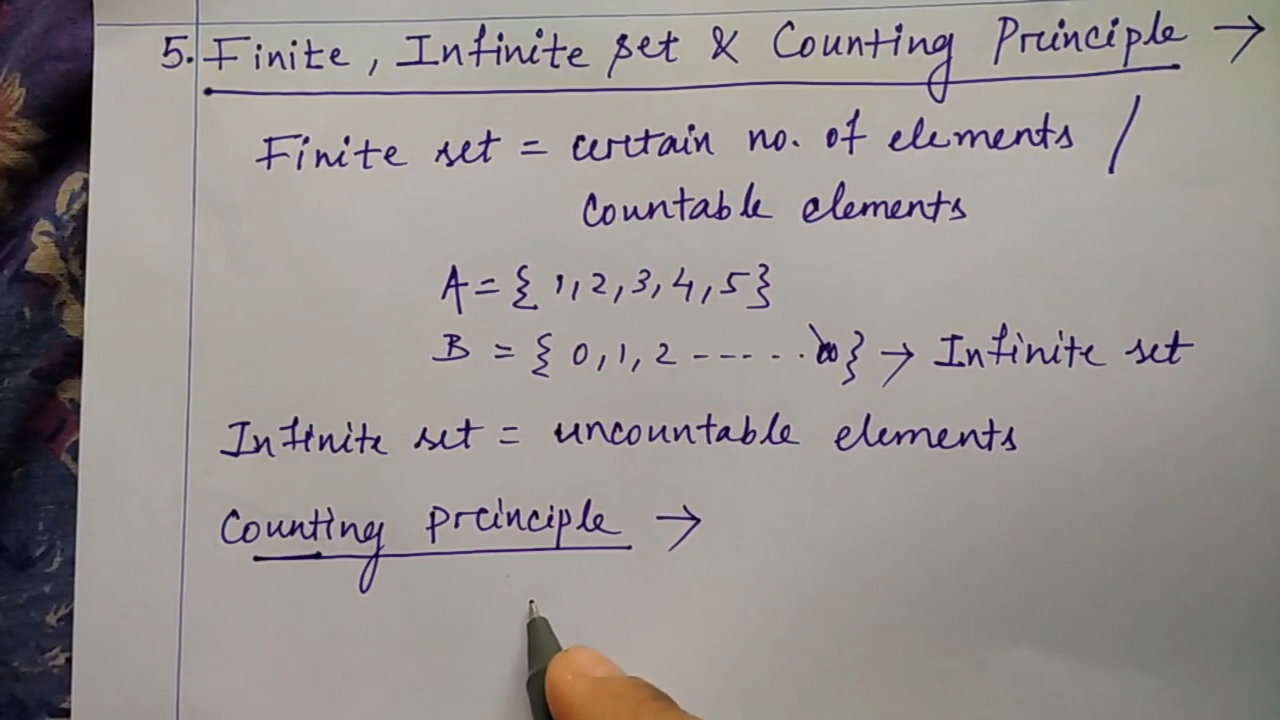 5. Finite, Infinite set & Counting Principle →
Finite set = certain no. of elements /
countable elements
A = { 1, 2, 3, 4, 5 }
B = { 0, 1, 2 - - - - . . ∞ } → Infinite set
Infinite set = uncountable elements
Counting principle →